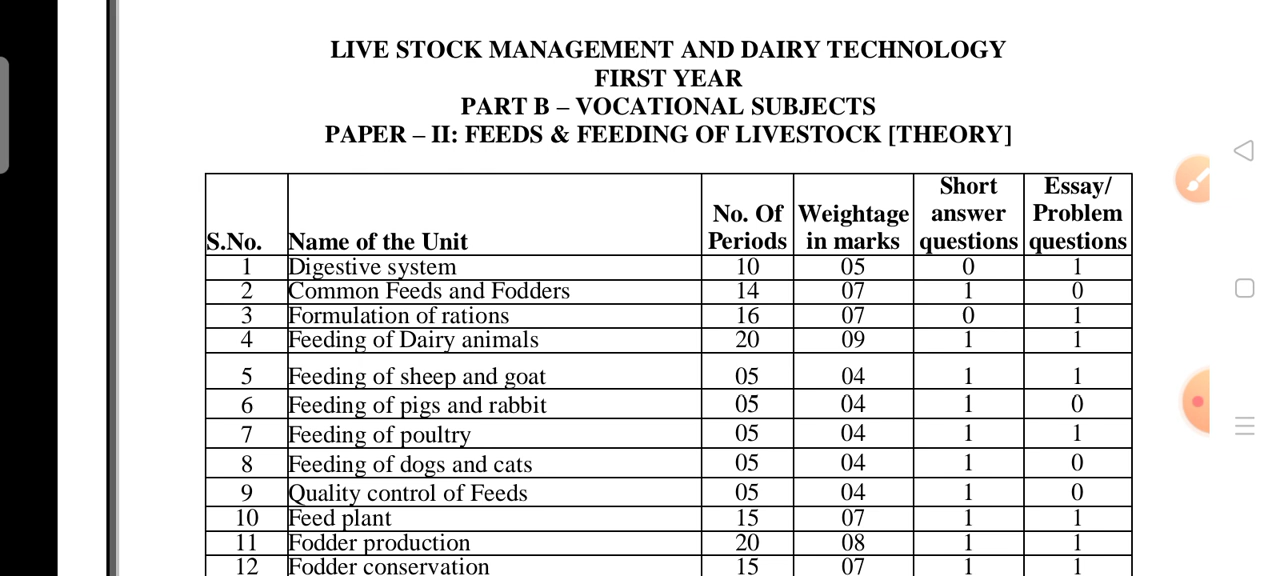 LIVE STOCK MANAGEMENT AND DAIRY TECHNOLOGY
FIRST YEAR
PART B – VOCATIONAL SUBJECTS
PAPER – II: FEEDS & FEEDING OF LIVESTOCK [THEORY]
S.No. Name of the Unit No. Of Periods Weightage in marks Short answer questions Essay/ Problem questions
1 Digestive system 10 05 0 1
2 Common Feeds and Fodders 14 07 1 0
3 Formulation of rations 16 07 0 1
4 Feeding of Dairy animals 20 09 1 1
5 Feeding of sheep and goat 05 04 1 1
6 Feeding of pigs and rabbit 05 04 1 0
7 Feeding of poultry 05 04 1 1
8 Feeding of dogs and cats 05 04 1 0
9 Quality control of Feeds 05 04 1 0
10 Feed plant 15 07 1 1
11 Fodder production 20 08 1 1
12 Fodder conservation 15 07 1 1